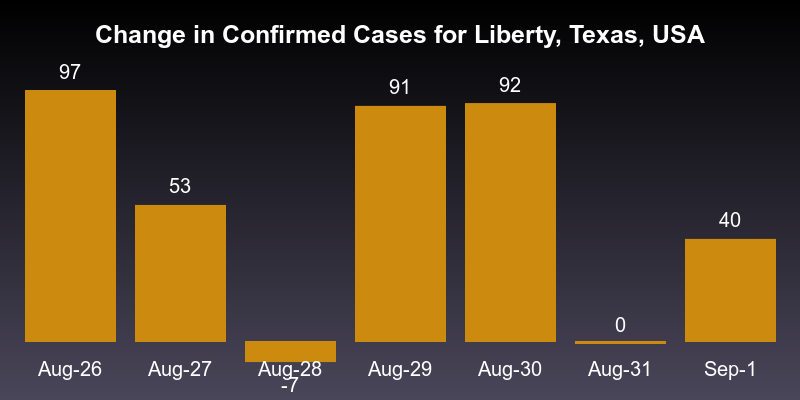 Change in Confirmed Cases for Liberty, Texas, USA
97
53
91
92
0
40
Aug-26
Aug-27
Aug-28
Aug-29
Aug-30
Aug-31
Sep-1
-7